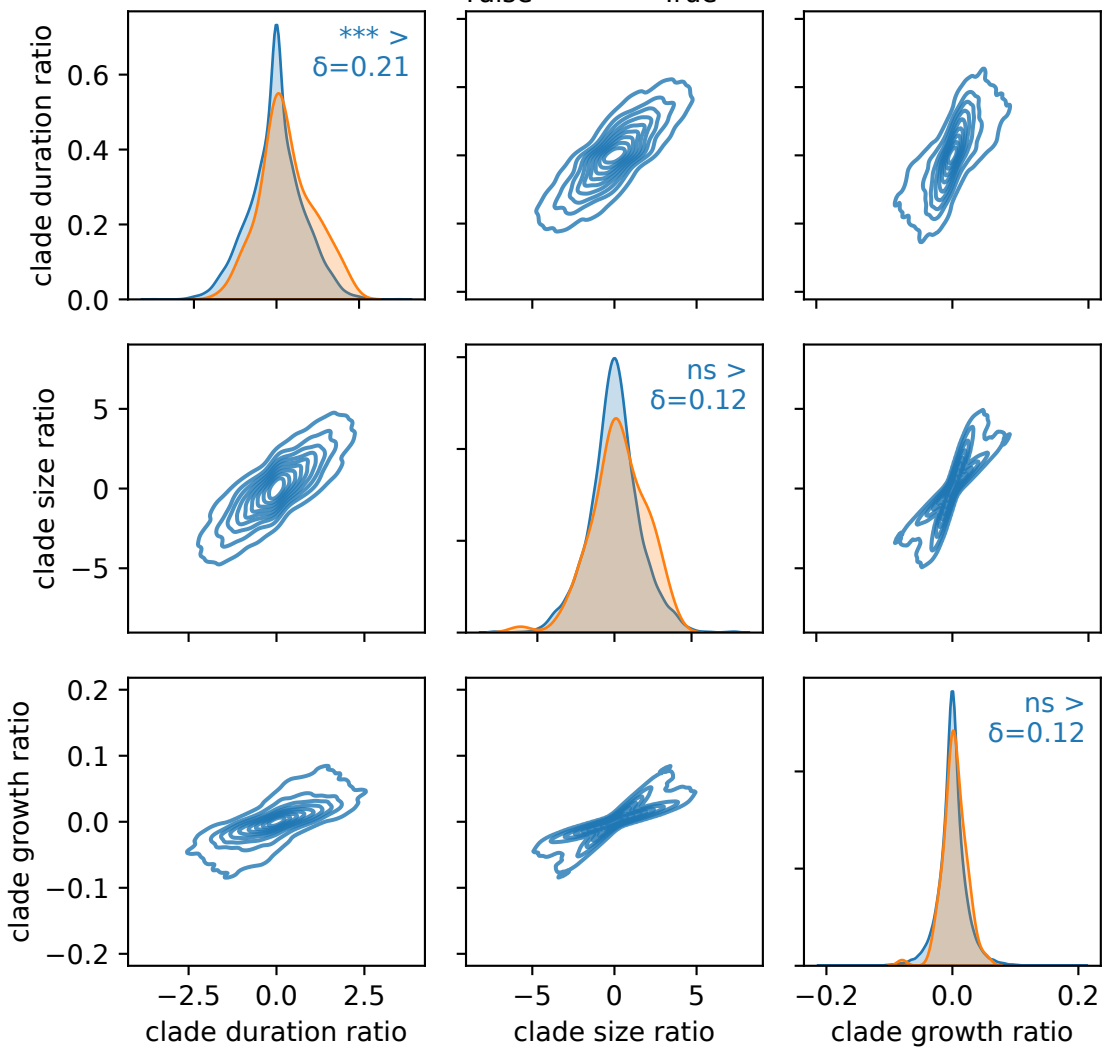 clade duration ratio
0.6
0.4
0.2
0.0
*** >
δ=0.21
clade size ratio
5
0
−5
ns >
δ=0.12
clade growth ratio
0.2
0.1
0.0
−0.1
−0.2
ns >
δ=0.12
−2.5 0.0 2.5
−5 0 5
−0.2 0.0 0.2
clade duration ratio
clade size ratio
clade growth ratio